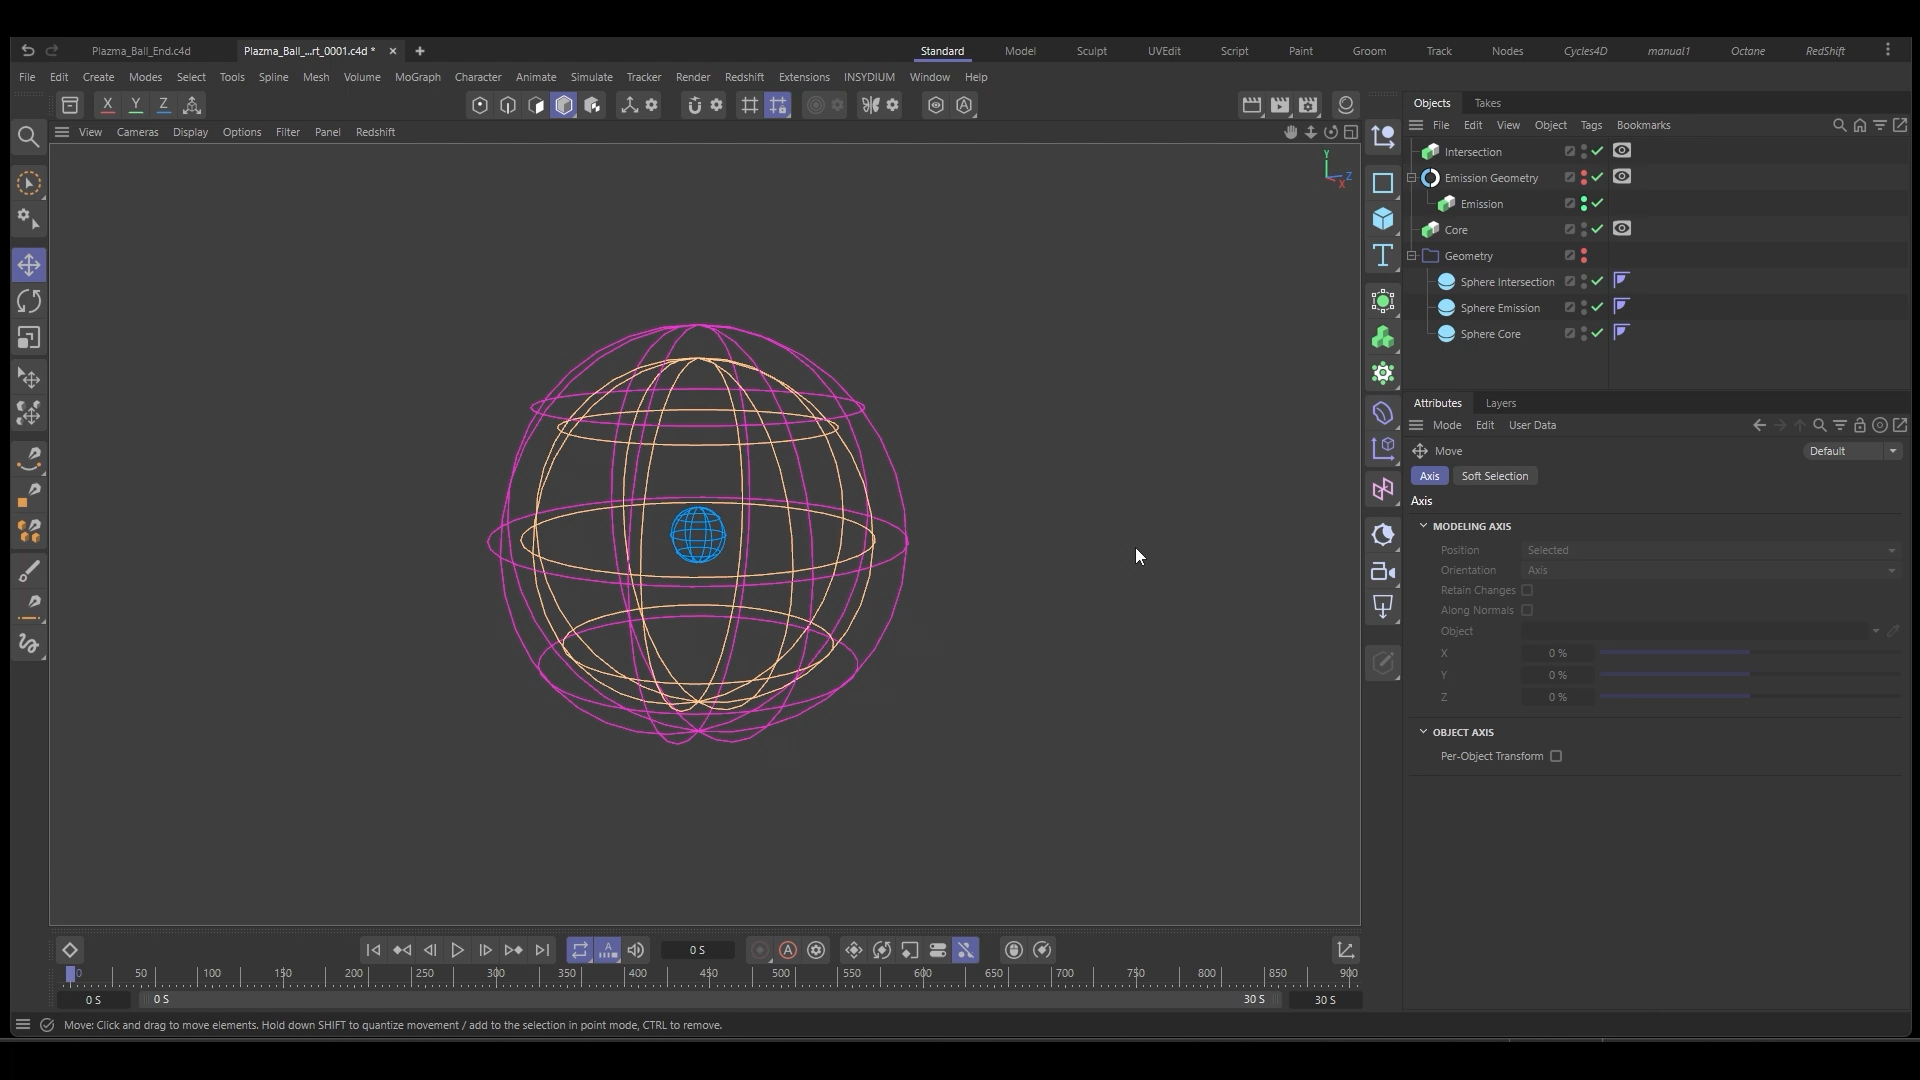 Plazma_Ball_End.c4d Plazma_Ball_...rt_0001.c4d *
Standard Model Sculpt UVEdit Script Paint Groom Track Nodes Cycles4D manual1 Octane RedShift
File Edit Create Modes Select Tools Spline Mesh Volume MoGraph Character Animate Simulate Tracker Render Redshift Extensions INSYDIUM Window Help
X Y Z
View Cameras Display Options Filter Panel Redshift
Y
Z
X
Objects Takes
File Edit View Object Tags Bookmarks
Intersection
Emission Geometry
Emission
Core
Geometry
Sphere Intersection
Sphere Emission
Sphere Core
Attributes Layers
Mode Edit User Data
Move Default
Axis Soft Selection
Axis
MODELING AXIS
Position Selected
Orientation Axis
Retain Changes
Along Normals
Object
X 0 %
Y 0 %
Z 0 %
OBJECT AXIS
Per-Object Transform
0 S
0 50 100 150 200 250 300 350 400 450 500 550 600 650 700 750 800 850 900
0 S 0 S 30 S 30 S
Move: Click and drag to move elements. Hold down SHIFT to quantize movement / add to the selection in point mode, CTRL to remove.